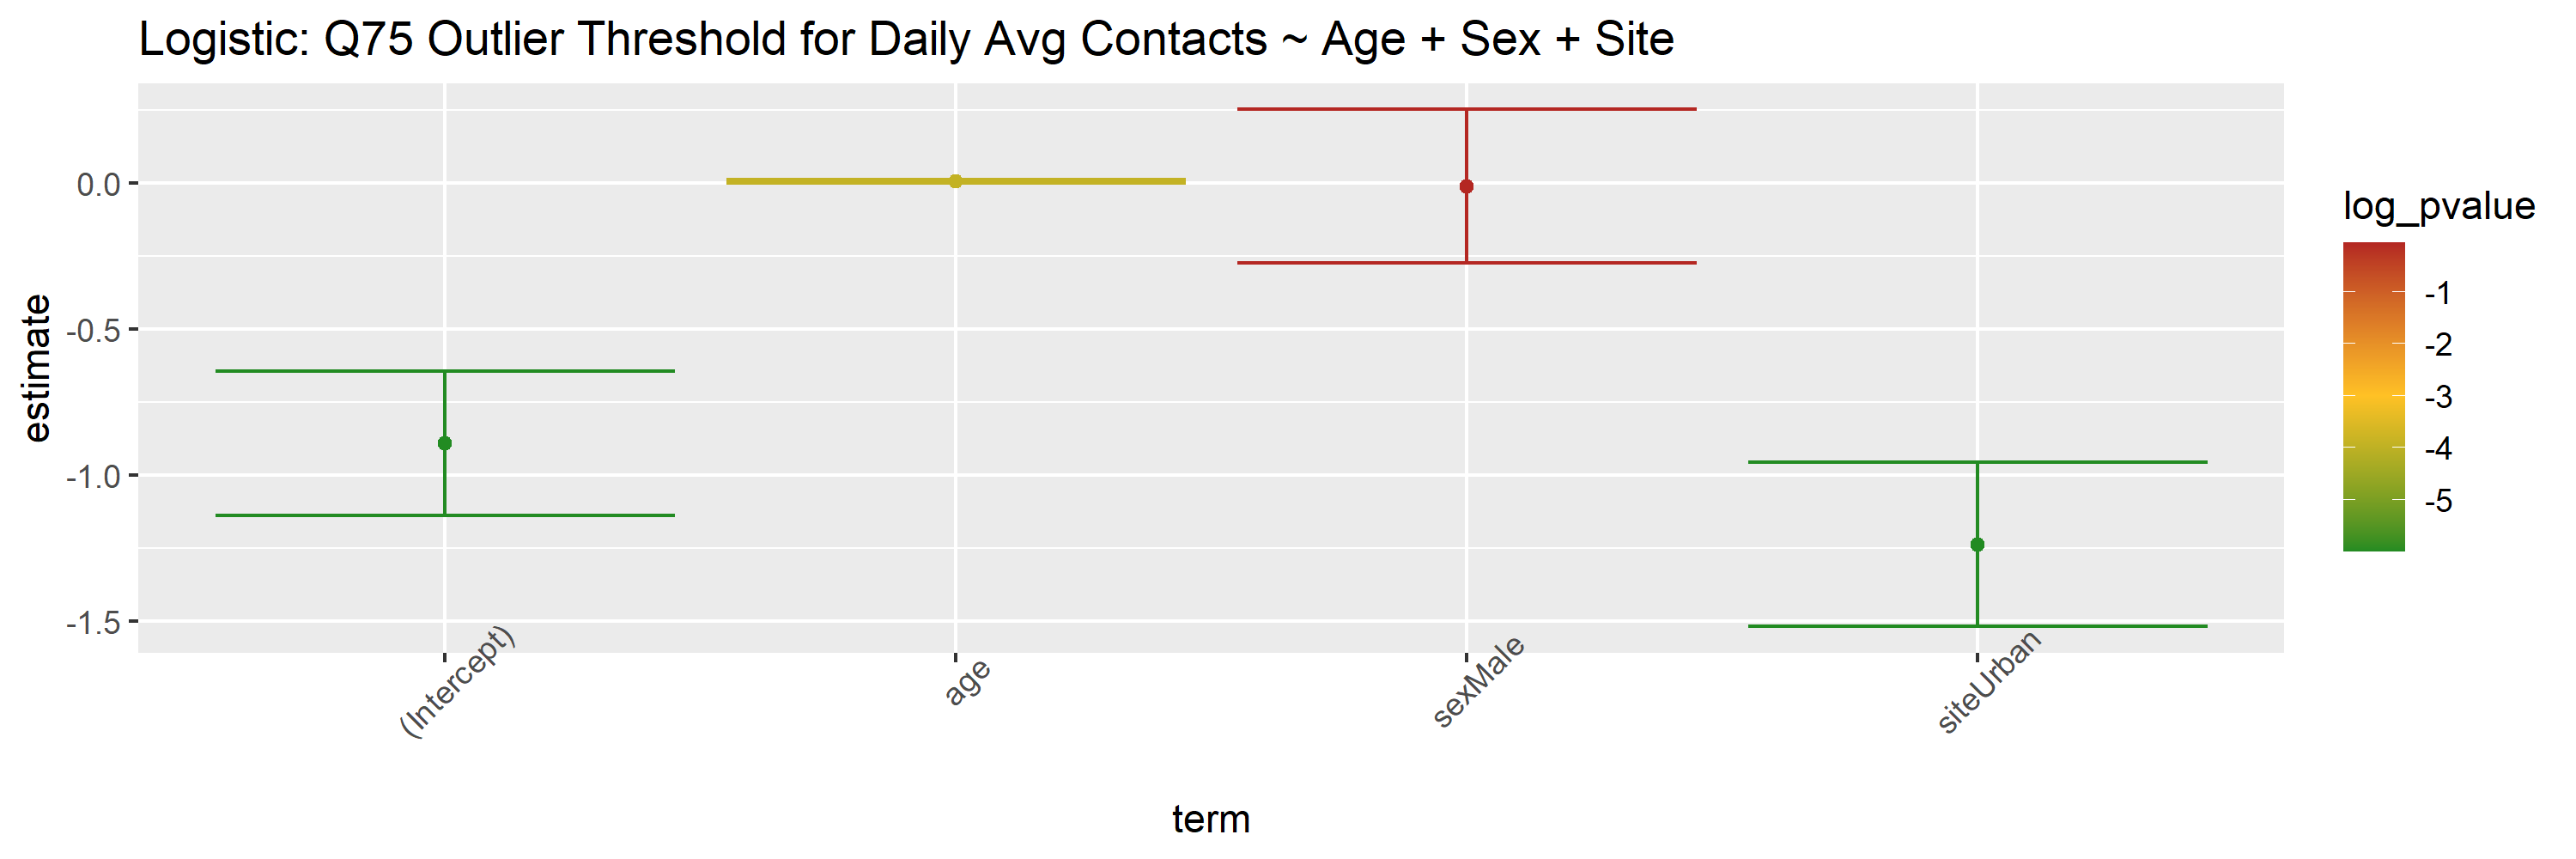 Logistic: Q75 Outlier Threshold for Daily Avg Contacts ~ Age + Sex + Site
estimate
0.0
-0.5
-1.0
-1.5
(Intercept)
age
sexMale
siteUrban
term
log_pvalue
-1
-2
-3
-4
-5